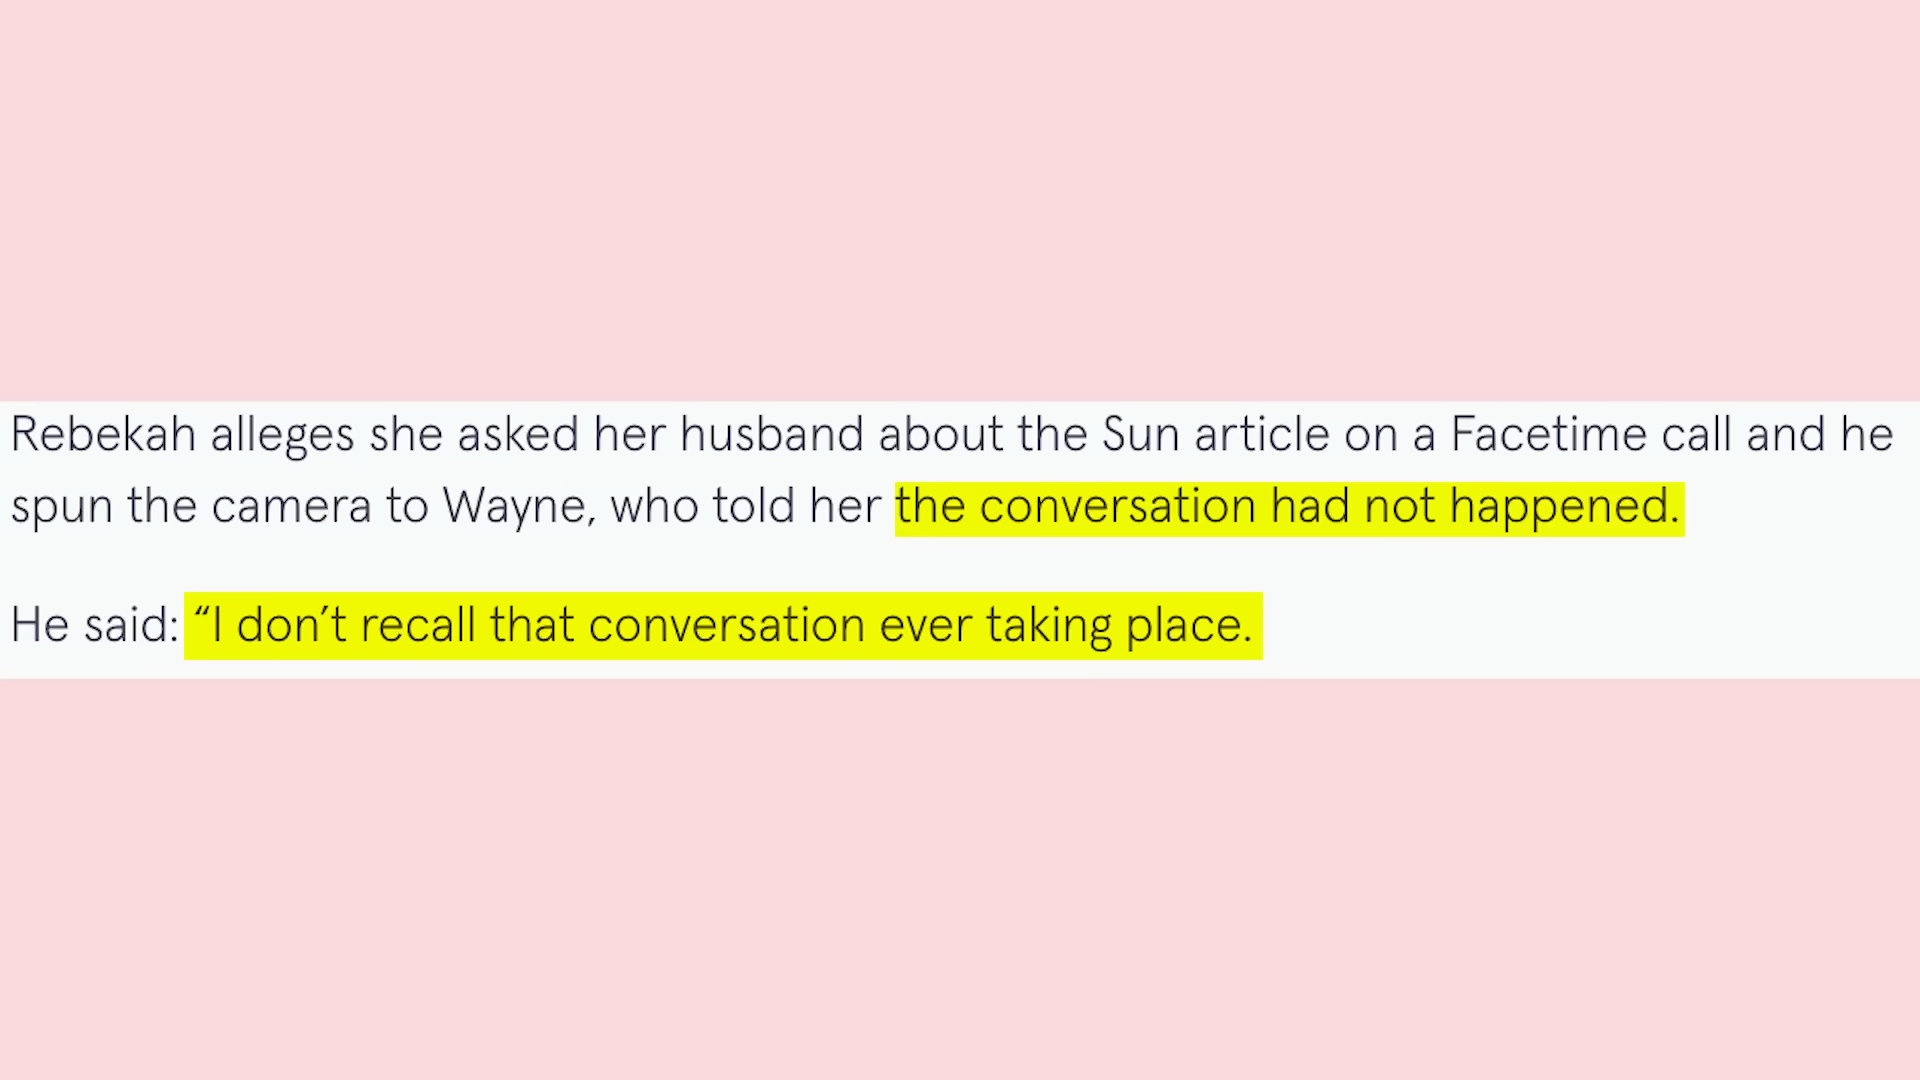 Rebekah alleges she asked her husband about the Sun article on a Facetime call and he
spun the camera to Wayne, who told her the conversation had not happened.
He said: “I don’t recall that conversation ever taking place.